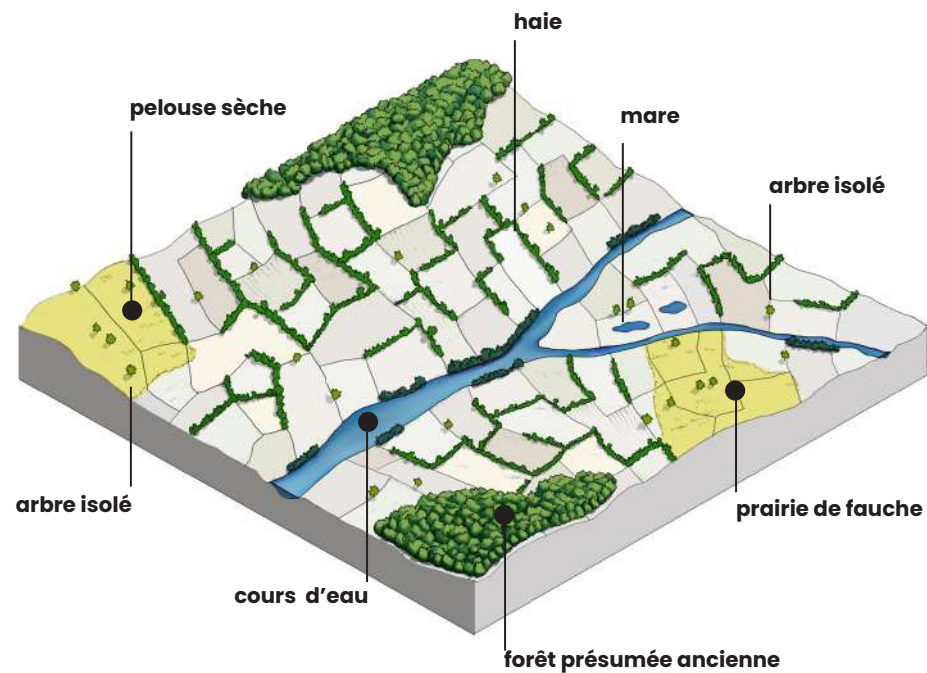 haie
pelouse sèche
mare
arbre isolé
arbre isolé
prairie de fauche
cours d’eau
forêt présumée ancienne